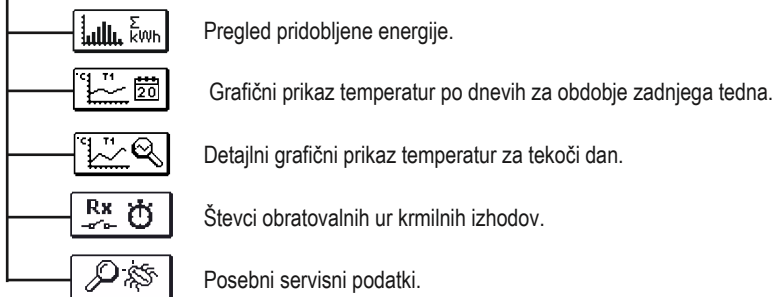 Σ
kWh Pregled pridobljene energije.
°C T1 20 Grafični prikaz temperatur po dnevih za obdobje zadnjega tedna.
°C T1 Detajlni grafični prikaz temperatur za tekoči dan.
Rx Števci obratovalnih ur krmilnih izhodov.
Posebni servisni podatki.